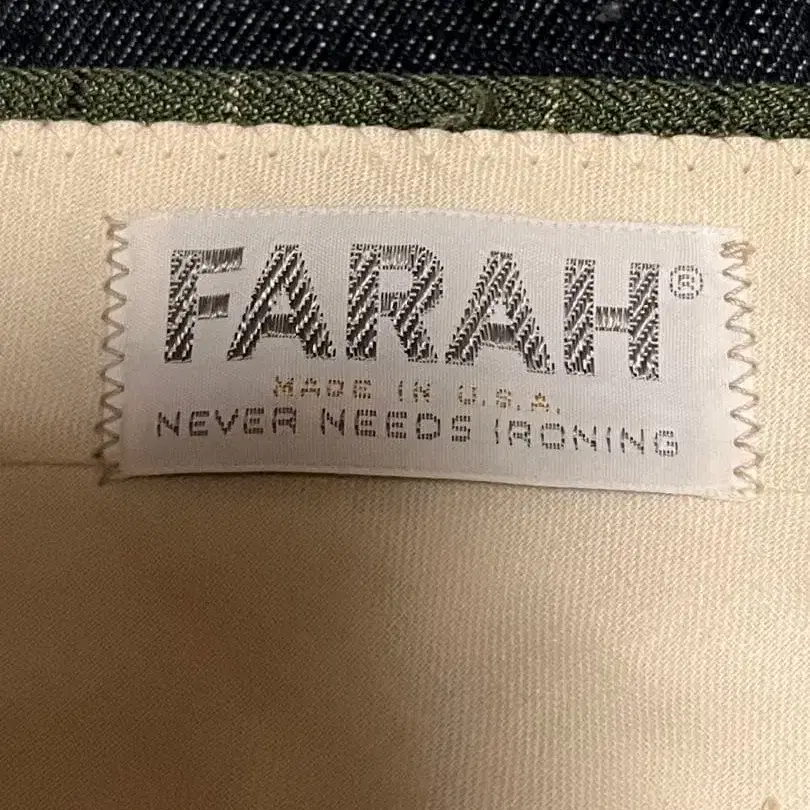 FARAH®
MADE IN U.S.A.
NEVER NEEDS IRONING